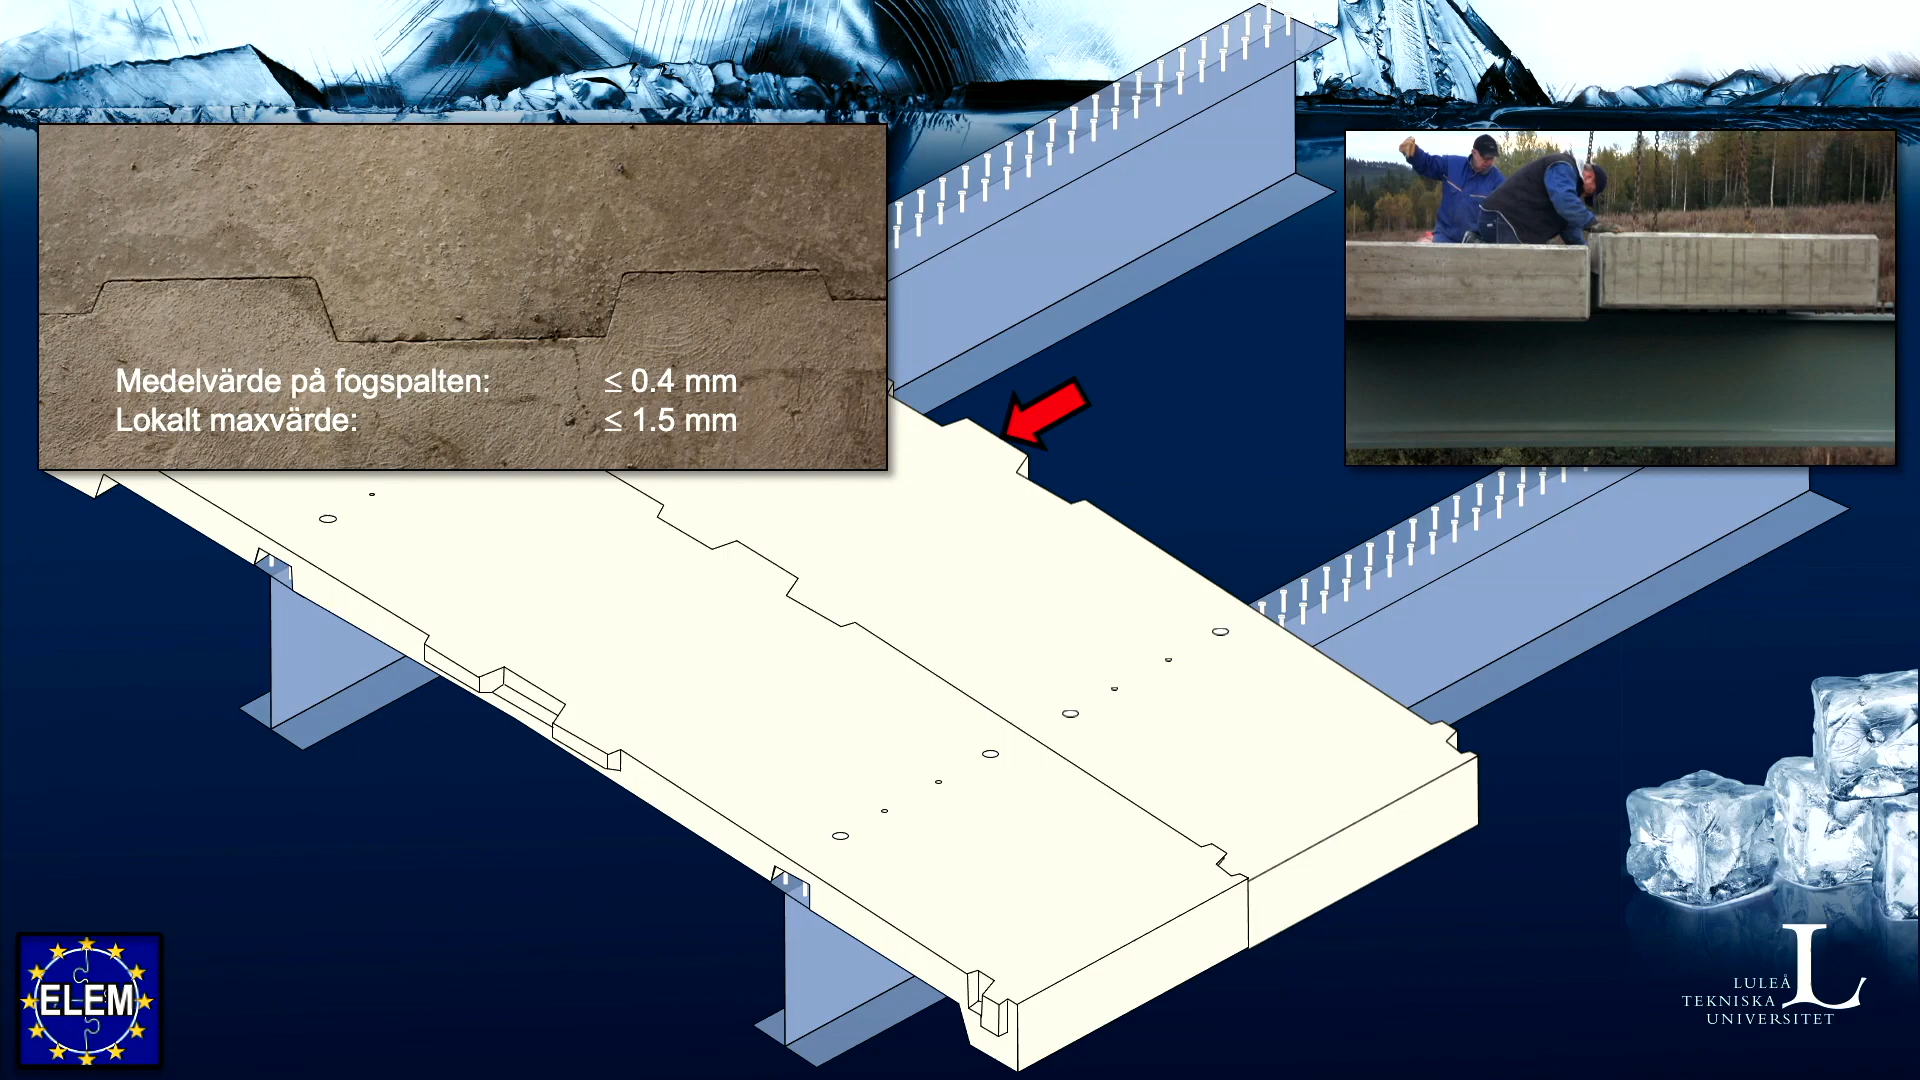 Medelvärde på fogspalten: ≤ 0.4 mm
Lokalt maxvärde: ≤ 1.5 mm
ELEM
LULEÅ
TEKNISKA
UNIVERSITET